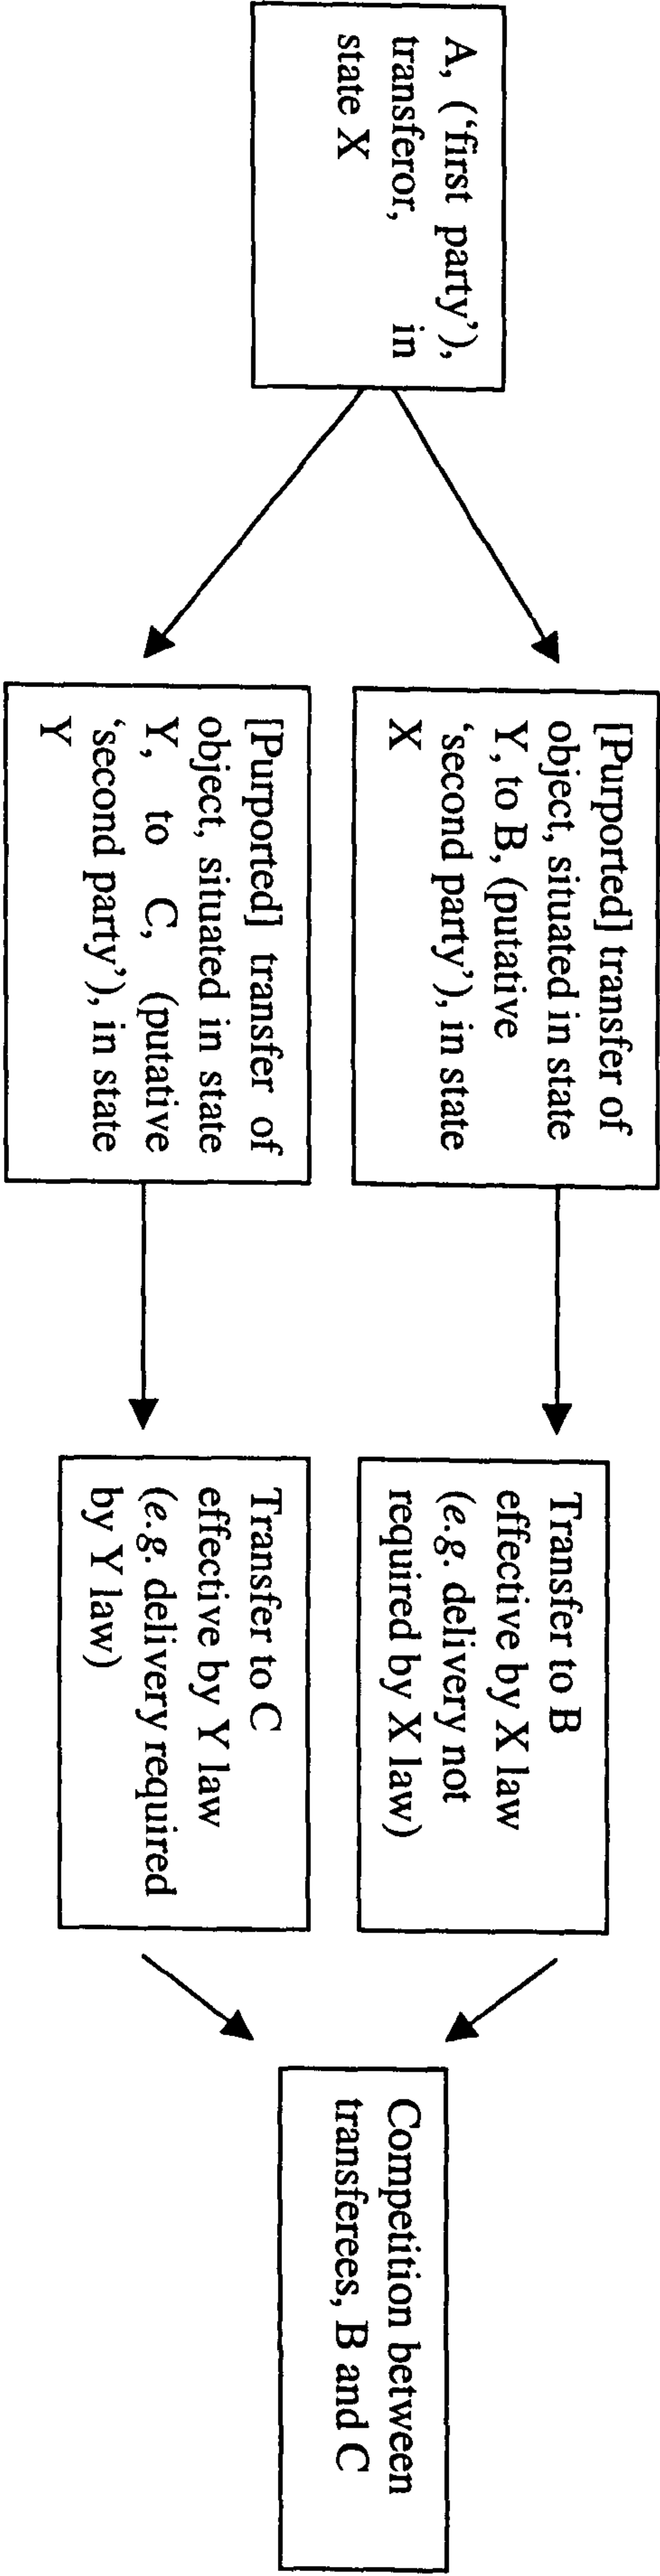 A, ('first party'),
transferor, in
state X
[Purported] transfer of
object, situated in state
Y, to B, (putative
'second party'), in state
X
[Purported] transfer of
object, situated in state
Y, to C, (putative
'second party'), in state
Y
Transfer to B
effective by X law
(e.g. delivery not
required by X law)
Transfer to C
effective by Y law
(e.g. delivery required
by Y law)
Competition between
transferees, B and C